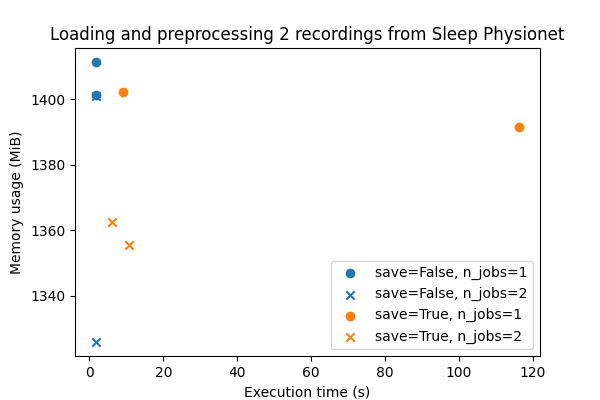 Loading and preprocessing 2 recordings from Sleep Physionet
Memory usage (MiB)
1400
1380
1360
1340
0
20
40
60
80
100
120
Execution time (s)
save=False, n_jobs=1
save=False, n_jobs=2
save=True, n_jobs=1
save=True, n_jobs=2